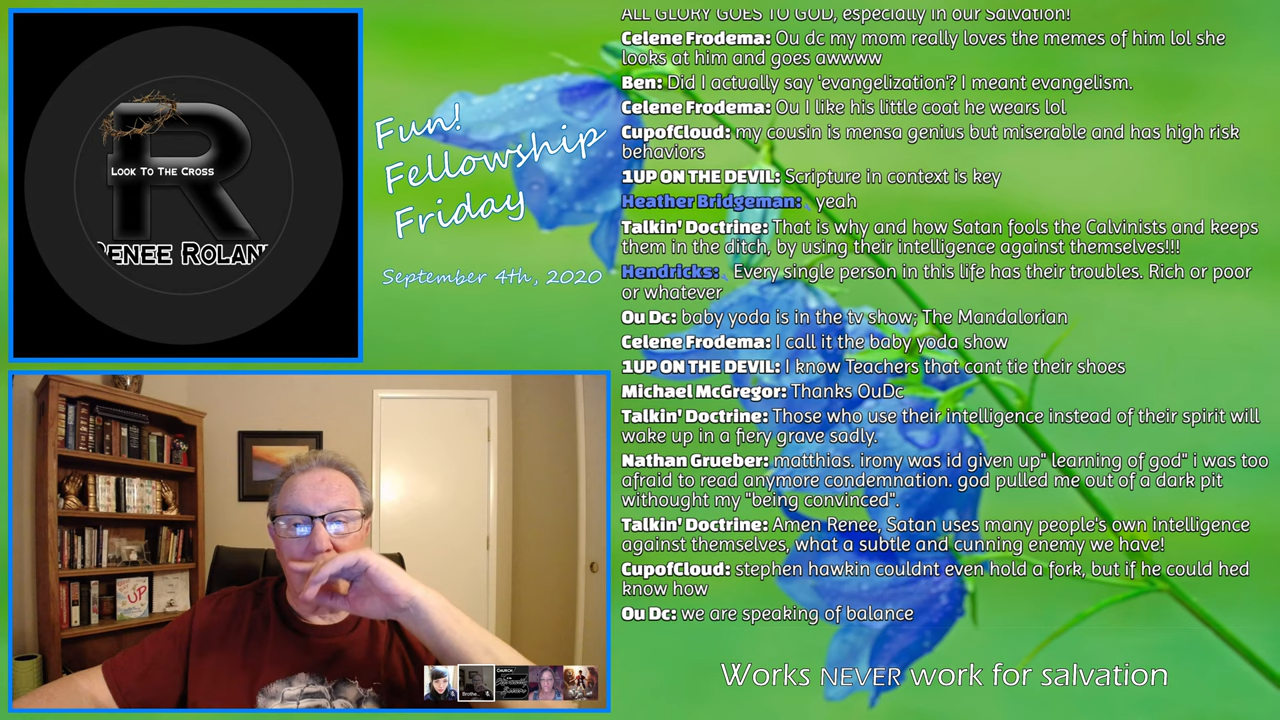 LOOK TO THE CROSS
RENEE ROLAN
Fun!
Fellowship
Friday
September 4th, 2020
ALL GLORY GOES TO GOD, especially in our Salvation!
Celene Frodema: Ou dc my mom really loves the memes of him lol she
looks at him and goes awwww
Ben: Did I actually say 'evangelization'? I meant evangelism.
Celene Frodema: Ou I like his little coat he wears lol
CupofCloud: my cousin is mensa genius but miserable and has high risk
behaviors
1UP ON THE DEVIL: Scripture in context is key
Heather Bridgeman: yeah
Talkin' Doctrine: That is why and how Satan fools the Calvinists and keeps
them in the ditch, by using their intelligence against themselves!!!
Hendricks: Every single person in this life has their troubles. Rich or poor
or whatever
Ou Dc: baby yoda is in the tv show; The Mandalorian
Celene Frodema: I call it the baby yoda show
1UP ON THE DEVIL: I know Teachers that cant tie their shoes
Michael McGregor: Thanks OuDc
Talkin' Doctrine: Those who use their intelligence instead of their spirit will
wake up in a fiery grave sadly.
Nathan Grueber: matthias. irony was id given up" learning of god" i was too
afraid to read anymore condemnation. god pulled me out of a dark pit
withought my "being convinced".
Talkin' Doctrine: Amen Renee, Satan uses many people's own intelligence
against themselves, what a subtle and cunning enemy we have!
CupofCloud: stephen hawkin couldnt even hold a fork, but if he could hed
know how
Ou Dc: we are speaking of balance
UP
Brothe...
CHURCH
Works NEVER work for salvation